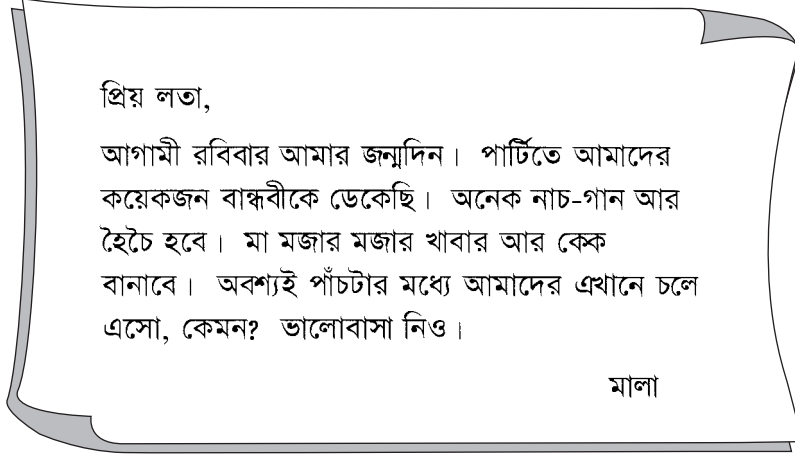 প্রিয় লতা,
আগামী রবিবার আমার জন্মদিন। পার্টিতে আমাদের
কয়েকজন বান্ধবীকে ডেকেছি। অনেক নাচ-গান আর
হৈচৈ হবে। মা মজার মজার খাবার আর কেক
বানাবে। অবশ্যই পাঁচটার মধ্যে আমাদের এখানে চলে
এসো, কেমন? ভালোবাসা নিও।
মালা